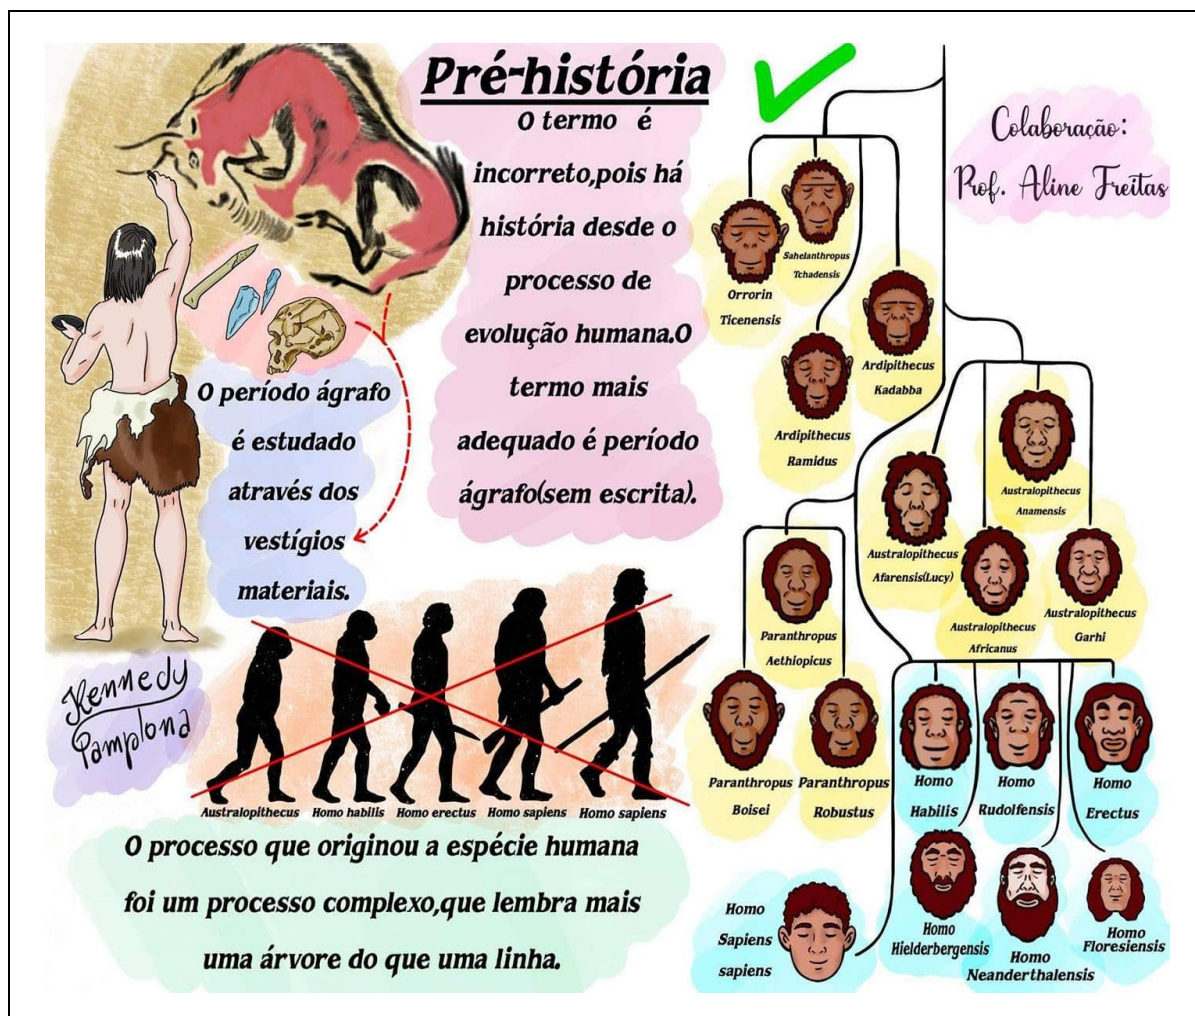 Pré-história
O termo é
incorreto,pois há
história desde o
processo de
evolução humana.O
termo mais
adequado é período
ágrafo(sem escrita).
O período ágrafo
é estudado
através dos
vestígios
materiais.
Kennedy
Pamplona
Australopithecus
Homo habilis
Homo erectus
Homo sapiens
Homo sapiens
O processo que originou a espécie humana
foi um processo complexo,que lembra mais
uma árvore do que uma linha.
Colaboração:
Prof. Aline Freitas
Sahelanthropus
Tchadensis
Orrorin
Ticenensis
Ardipithecus
Kadabba
Ardipithecus
Ramidus
Australopithecus
Anamensis
Australopithecus
Afarensis(Lucy)
Australopithecus
Africanus
Australopithecus
Garhi
Paranthropus
Aethiopicus
Paranthropus
Boisei
Paranthropus
Robustus
Homo
Habilis
Homo
Rudolfensis
Homo
Erectus
Homo
Hielderbergensis
Homo
Neanderthalensis
Homo
Floresiensis
Homo
Sapiens
sapiens